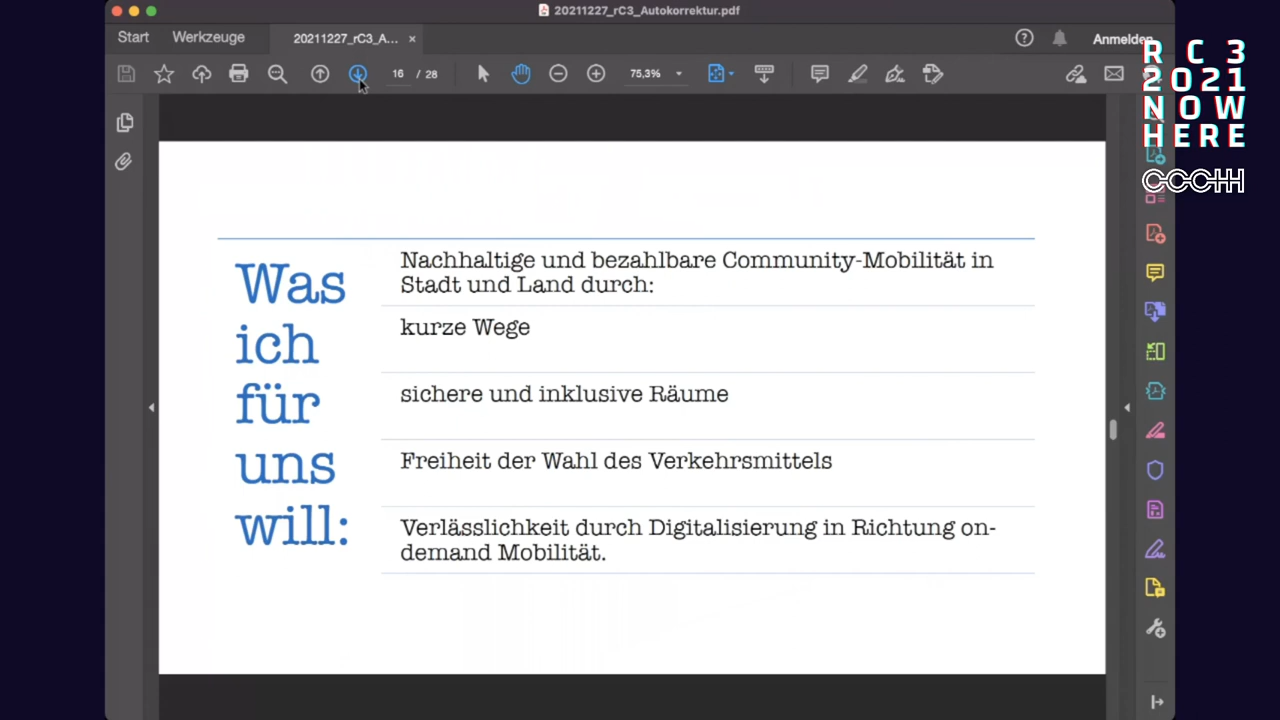 20211227_rC3_Autokorrektur.pdf
Start
Werkzeuge
20211227_rC3_A...
Anmelden
16 / 28
75,3%
RC3
2021
NOW
HERE
CCCHH
Was
ich
für
uns
will:
Nachhaltige und bezahlbare Community-Mobilität in
Stadt und Land durch:
kurze Wege
sichere und inklusive Räume
Freiheit der Wahl des Verkehrsmittels
Verlässlichkeit durch Digitalisierung in Richtung on-
demand Mobilität.